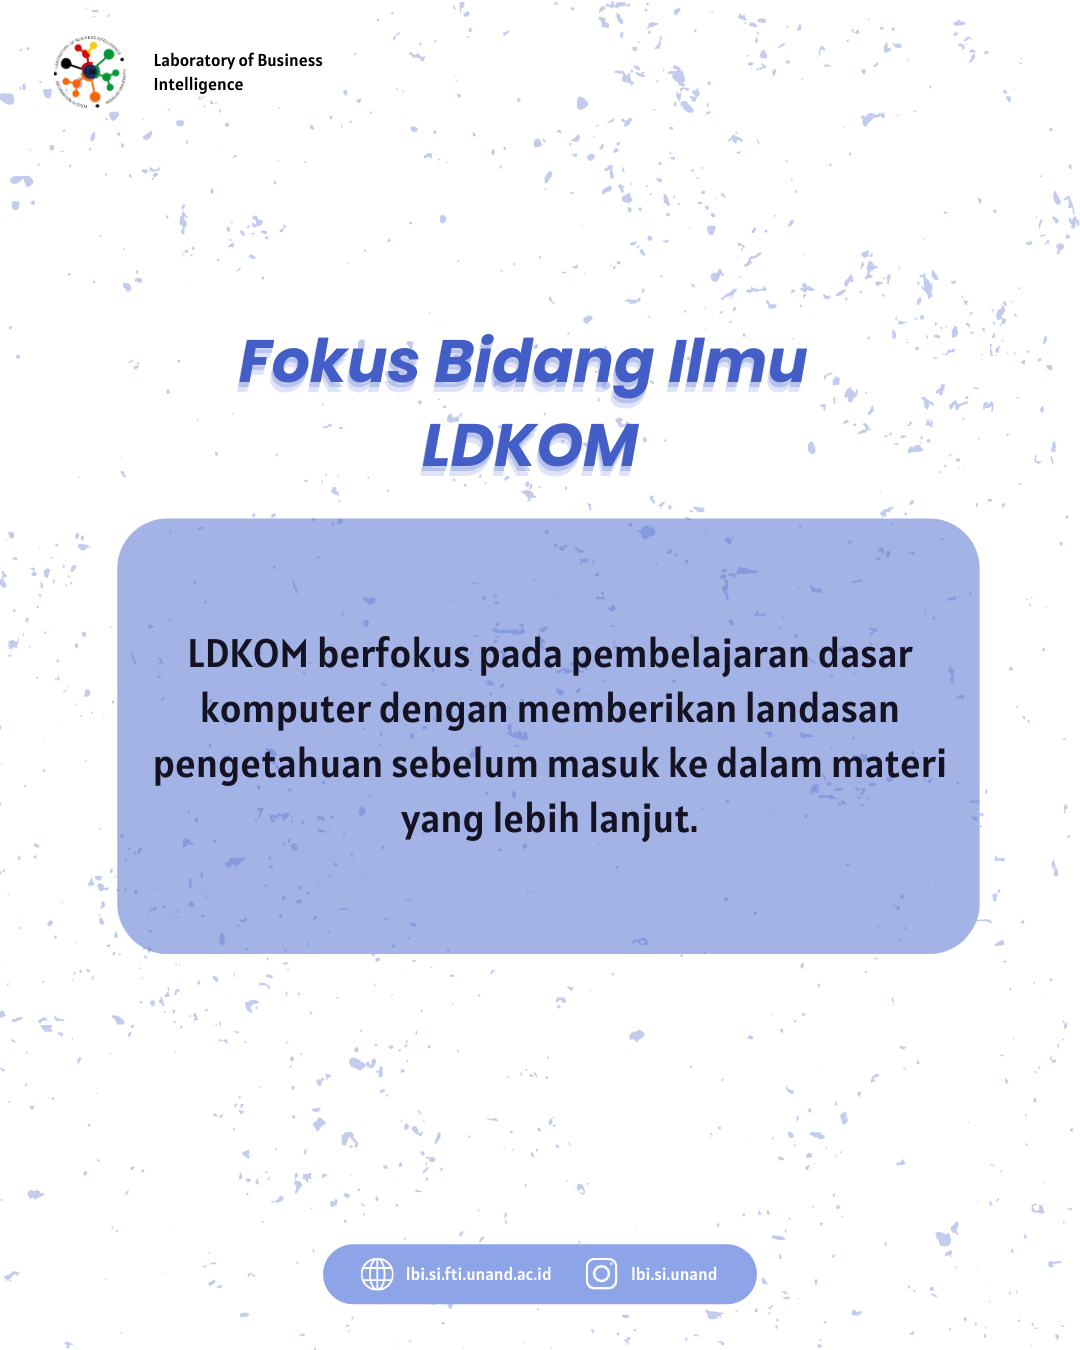 Laboratory of Business
Intelligence
Fokus Bidang Ilmu
LDKOM
LDKOM berfokus pada pembelajaran dasar
komputer dengan memberikan landasan
pengetahuan sebelum masuk ke dalam materi
yang lebih lanjut.
lbi.si.fti.unand.ac.id
lbi.si.unand